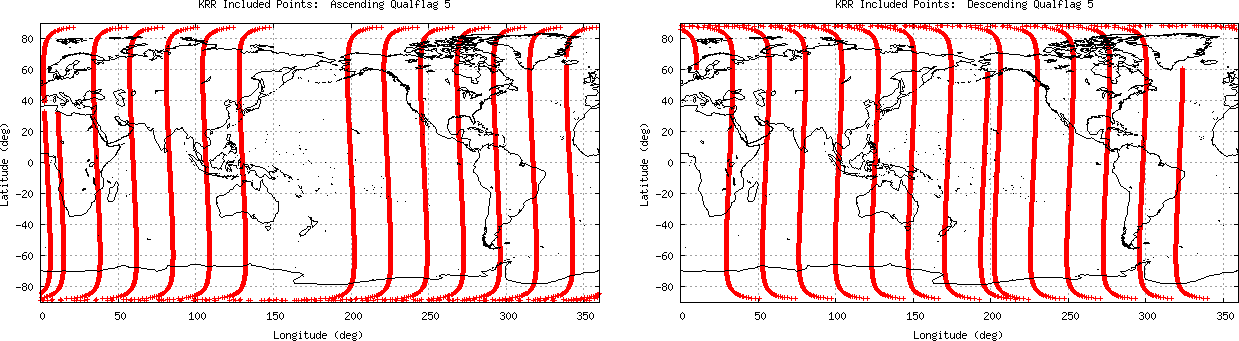 KRR Included Points:  Ascending Qualflag 5
80
60
40
20
0
-20
-40
-60
-80
Latitude (deg)
0 50 100 150 200 250 300 350
Longitude (deg)
KRR Included Points:  Descending Qualflag 5
80
60
40
20
0
-20
-40
-60
-80
Latitude (deg)
0 50 100 150 200 250 300 350
Longitude (deg)